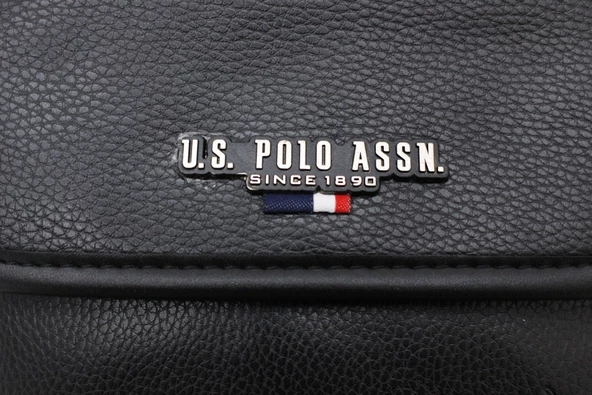 U.S. POLO ASSN.
SINCE 1890